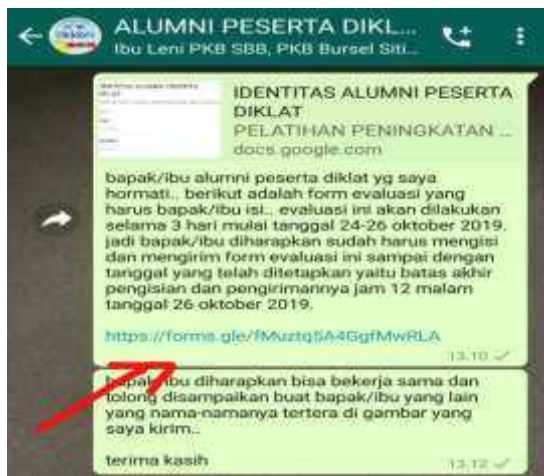 ALUMNI PESERTA DIKL...
Ibu Leni PKB SBB, PKB Bursel Siti...
IDENTITAS ALUMNI PESERTA
DIKLAT
PELATIHAN PENINGKATAN ...
docs.google.com
bapak/ibu alumni peserta diklat yg saya
hormati.. berikut adalah form evaluasi yang
harus bapak/ibu isi.. evaluasi ini akan dilakukan
selama 3 hari mulai tanggal 24-26 oktober 2019.
jadi bapak/ibu diharapkan sudah harus mengisi
dan mengirim form evaluasi ini sampai dengan
tanggal yang telah ditetapkan yaitu batas akhir
pengisian dan pengirimannya jam 12 malam
tanggal 26 oktober 2019.
https://forms.gle/fMuztq5A4GgfMwRLA
13.10
bapak/ibu diharapkan bisa bekerja sama dan
tolong disampaikan buat bapak/ibu yang lain
yang nama-namanya tertera di gambar yang
saya kirim..
terima kasih
13.12